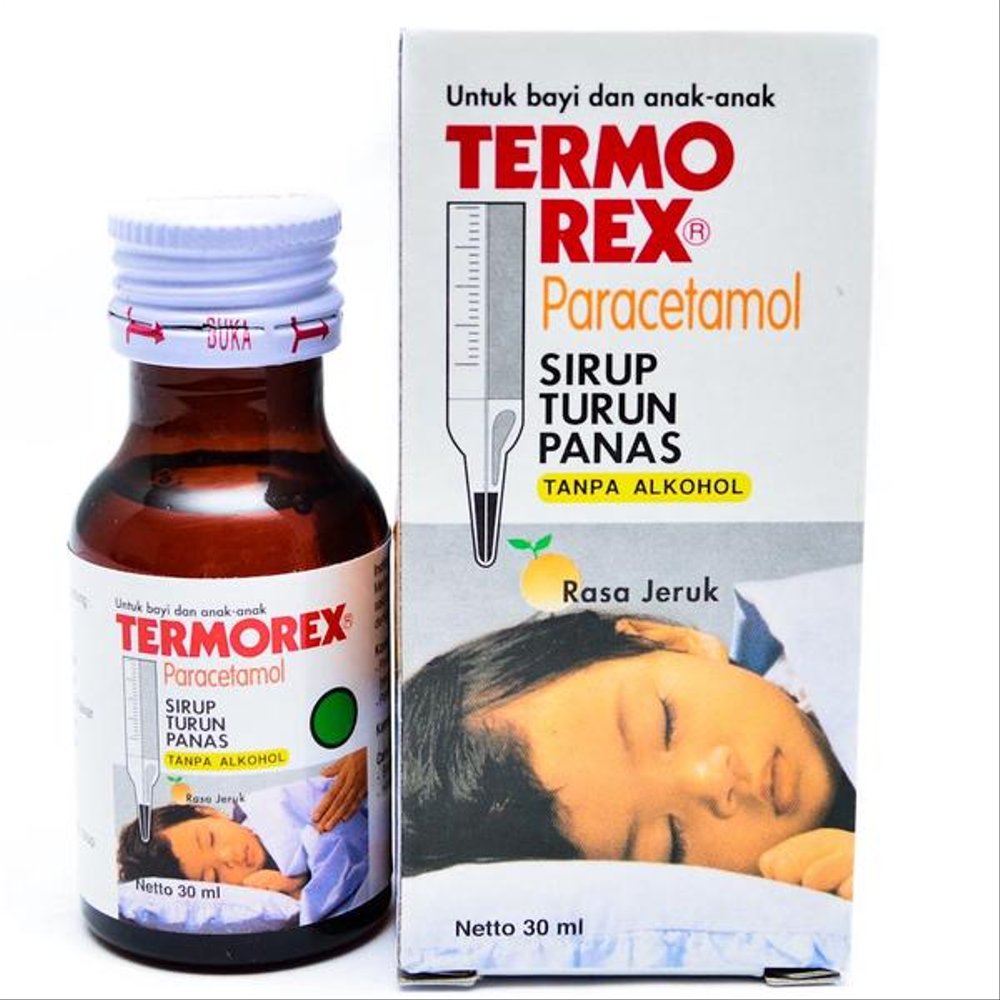 Untuk bayi dan anak-anak
TERMO
REX®
Paracetamol
SIRUP
TURUN
PANAS
TANPA ALKOHOL
Rasa Jeruk
Netto 30 ml
BUKA
Untuk bayi dan anak-anak
TERMOREX®
Paracetamol
SIRUP
TURUN
PANAS
TANPA ALKOHOL
Rasa Jeruk
Netto 30 ml